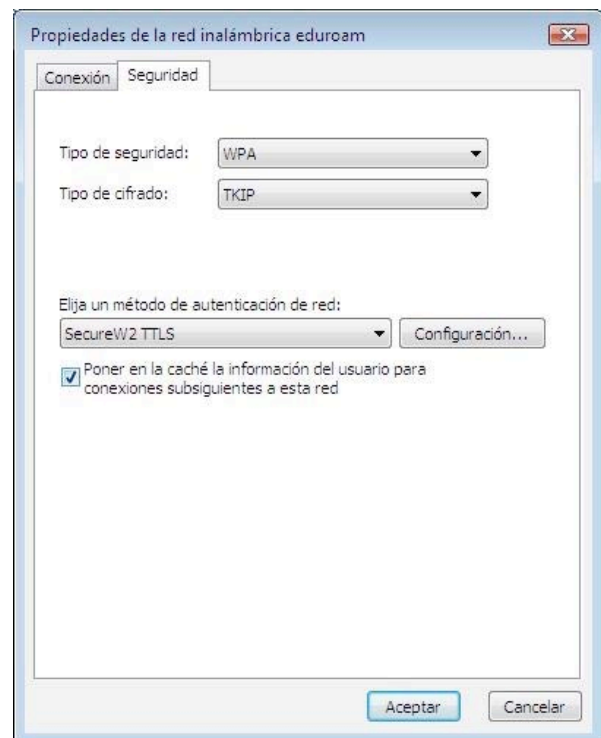 Propiedades de la red inalámbrica eduroam
Conexión
Seguridad
Tipo de seguridad:
WPA
Tipo de cifrado:
TKIP
Elija un método de autenticación de red:
SecureW2 TTLS
Configuración...
Poner en la caché la información del usuario para
conexiones subsiguientes a esta red
Aceptar
Cancelar